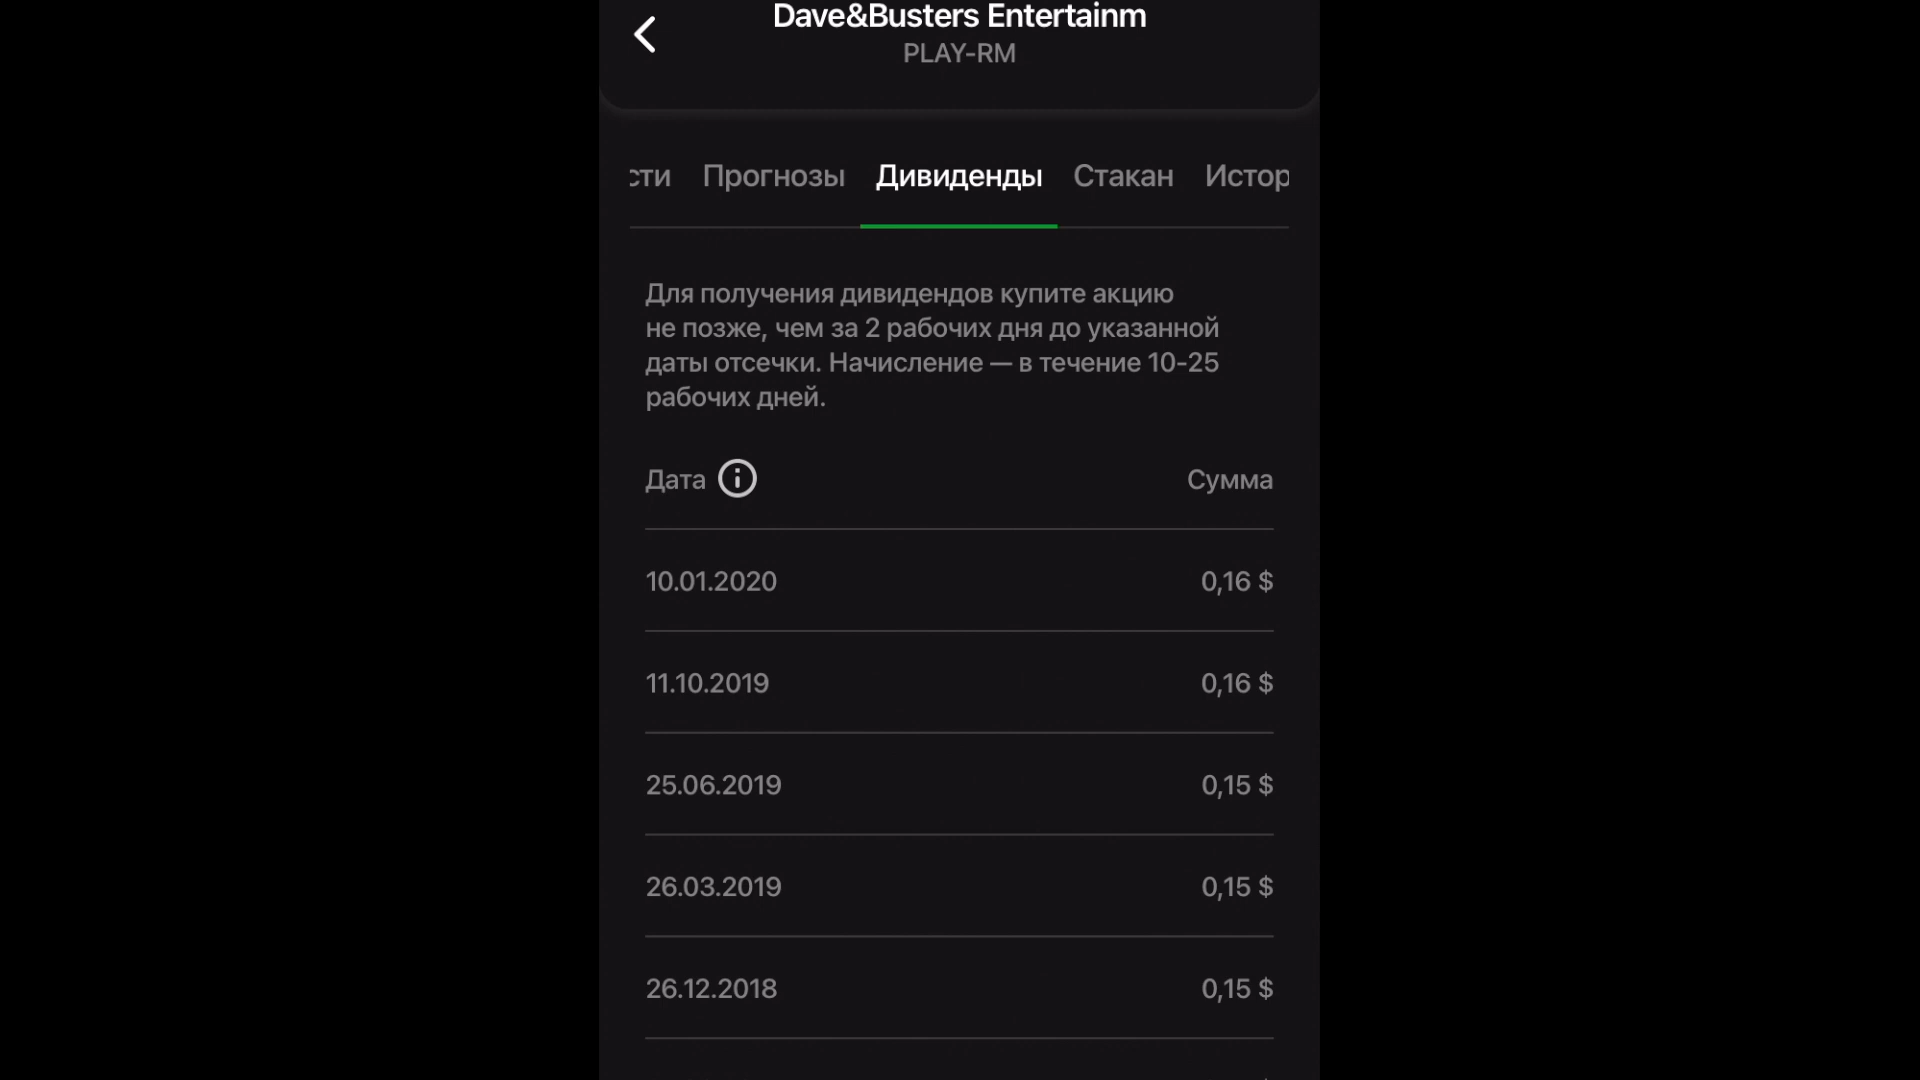 Dave&Busters Entertainm
PLAY-RM
сти Прогнозы Дивиденды Стакан Истор
Для получения дивидендов купите акцию
не позже, чем за 2 рабочих дня до указанной
даты отсечки. Начисление — в течение 10-25
рабочих дней.
Дата Сумма
10.01.2020 0,16 $
11.10.2019 0,16 $
25.06.2019 0,15 $
26.03.2019 0,15 $
26.12.2018 0,15 $